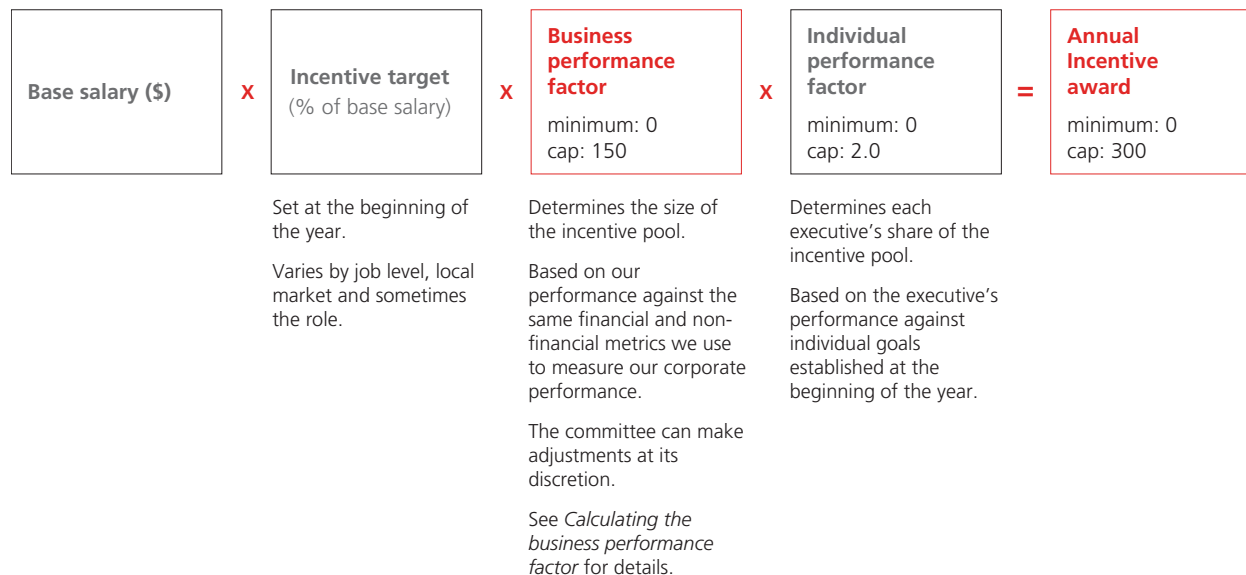 Base salary ($)
x
Incentive target
(% of base salary)
x
Business
performance
factor
minimum: 0
cap: 150
x
Individual
performance
factor
minimum: 0
cap: 2.0
=
Annual
Incentive
award
minimum: 0
cap: 300
Set at the beginning of
the year.
Varies by job level, local
market and sometimes
the role.
Determines the size of
the incentive pool.
Based on our
performance against the
same financial and non-
financial metrics we use
to measure our corporate
performance.
The committee can make
adjustments at its
discretion.
See Calculating the
business performance
factor for details.
Determines each
executive’s share of the
incentive pool.
Based on the executive’s
performance against
individual goals
established at the
beginning of the year.